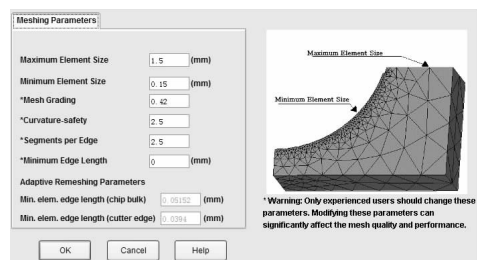 Meshing Parameters
Maximum Element Size 1.5 (mm)
Minimum Element Size 0.15 (mm)
*Mesh Grading 0.42
*Curvature-safety 2.5
*Segments per Edge 2.5
*Minimum Edge Length 0 (mm)
Adaptive Remeshing Parameters
Min. elem. edge length (chip bulk) 0.05152 (mm)
Min. elem. edge length (cutter edge) 0.0394 (mm)
OK Cancel Help
Maximum Element Size
Minimum Element Size
* Warning: Only experienced users should change these
parameters. Modifying these parameters can
significantly affect the mesh quality and performance.